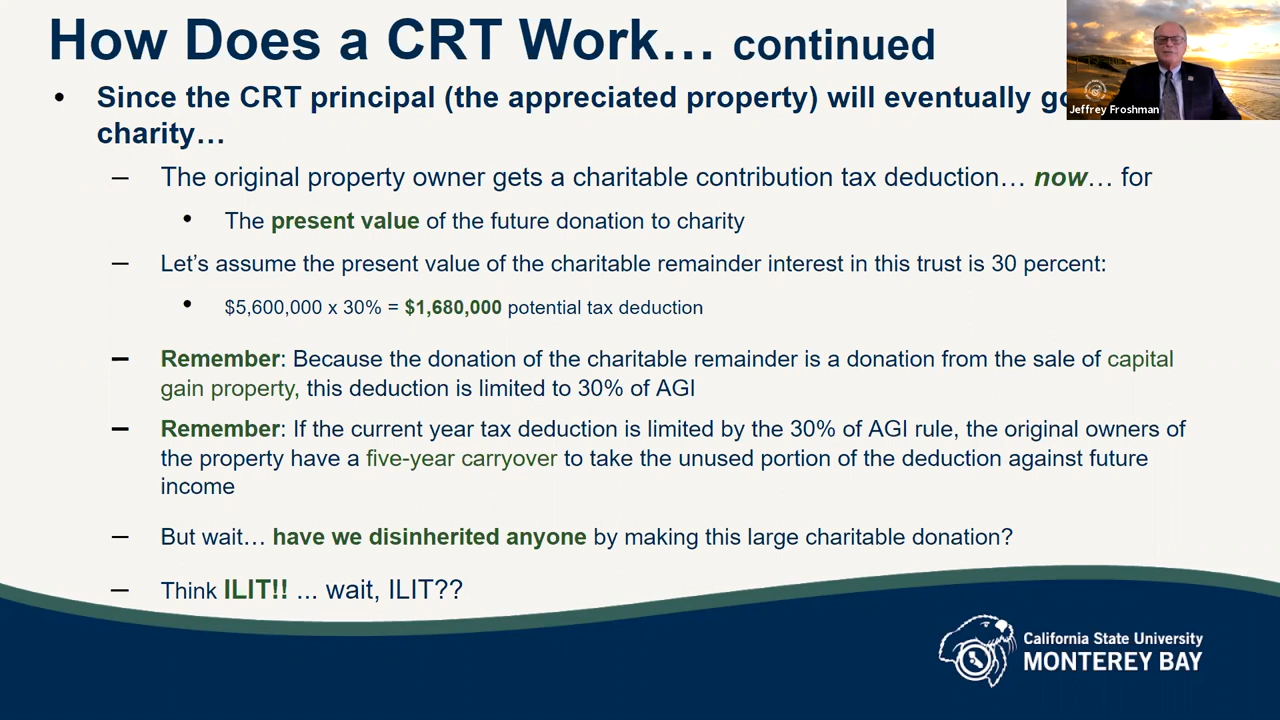 How Does a CRT Work… continued
• Since the CRT principal (the appreciated property) will eventually go
charity…
– The original property owner gets a charitable contribution tax deduction… now… for
• The present value of the future donation to charity
– Let’s assume the present value of the charitable remainder interest in this trust is 30 percent:
• $5,600,000 x 30% = $1,680,000 potential tax deduction
– Remember: Because the donation of the charitable remainder is a donation from the sale of capital
gain property, this deduction is limited to 30% of AGI
– Remember: If the current year tax deduction is limited by the 30% of AGI rule, the original owners of
the property have a five-year carryover to take the unused portion of the deduction against future
income
– But wait… have we disinherited anyone by making this large charitable donation?
– Think ILIT!! ... wait, ILIT??
Jeffrey Froshman
California State University
MONTEREY BAY